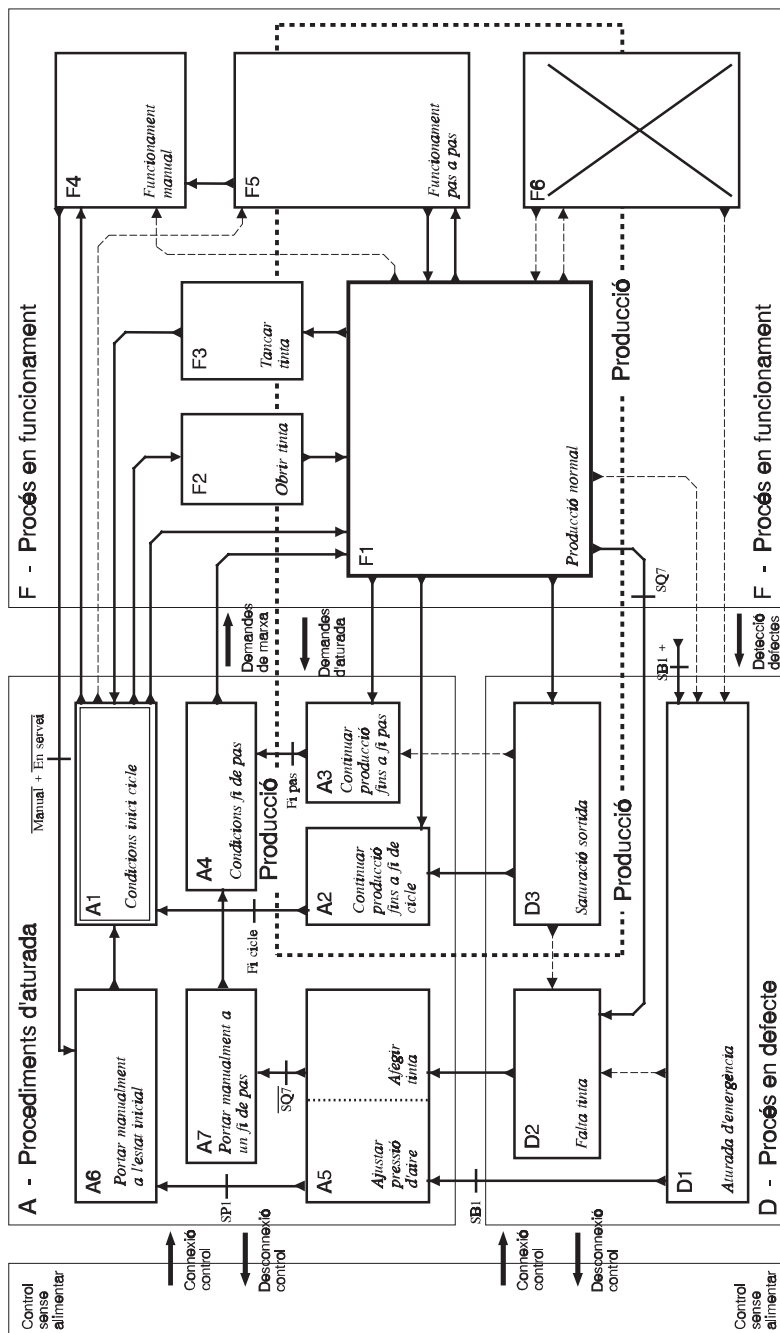 Control
sense
alimentar
Control
sense
alimentar
Connexió
control
Desconnexió
control
Connexió
control
Desconnexió
control
A - Procediments d'aturada
A6
Portar manualment
a l'estar inicial
A1
Condicions inici cicle
Manual + En servei
A7
Portar manualment a
un fi de pas
A4
Condicions fi de pas
SP1
SQ7
Fi cicle
Producció
Fi pas
A5
Ajustar
pressió
d'aire
Afegir
tinta
A2
Continuar
producció
fins a fi de
cicle
A3
Continuar
producció
fins a fi pas
Demandes
de marxa
Demandes
d'aturada
SB1
D2
Falta tinta
D3
Saturació sortida
Producció
D1
Aturada d'emergència
D - Procés en defecte
SB1 +
Detecció
defectes
SQ7
F - Procés en funcionament
F4
Funcionament
manual
F2
Obrir tinta
F3
Tancar
tinta
F5
Funcionament
pas a pas
F1
Producció normal
F6
Producció
F - Procés en funcionament